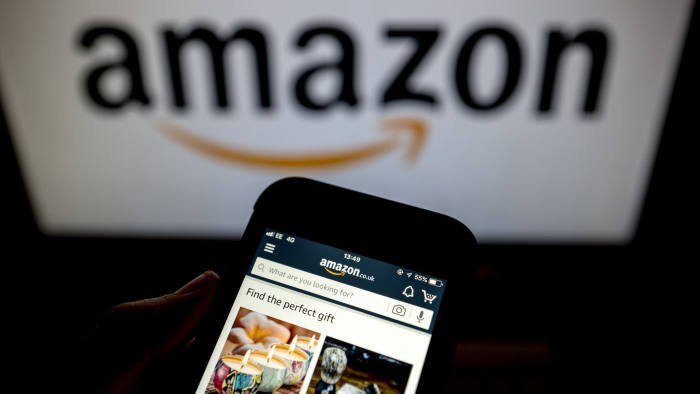 amazon
EE 4G 13:49 55%
amazon.co.uk
What are you looking for?
Find the perfect gift